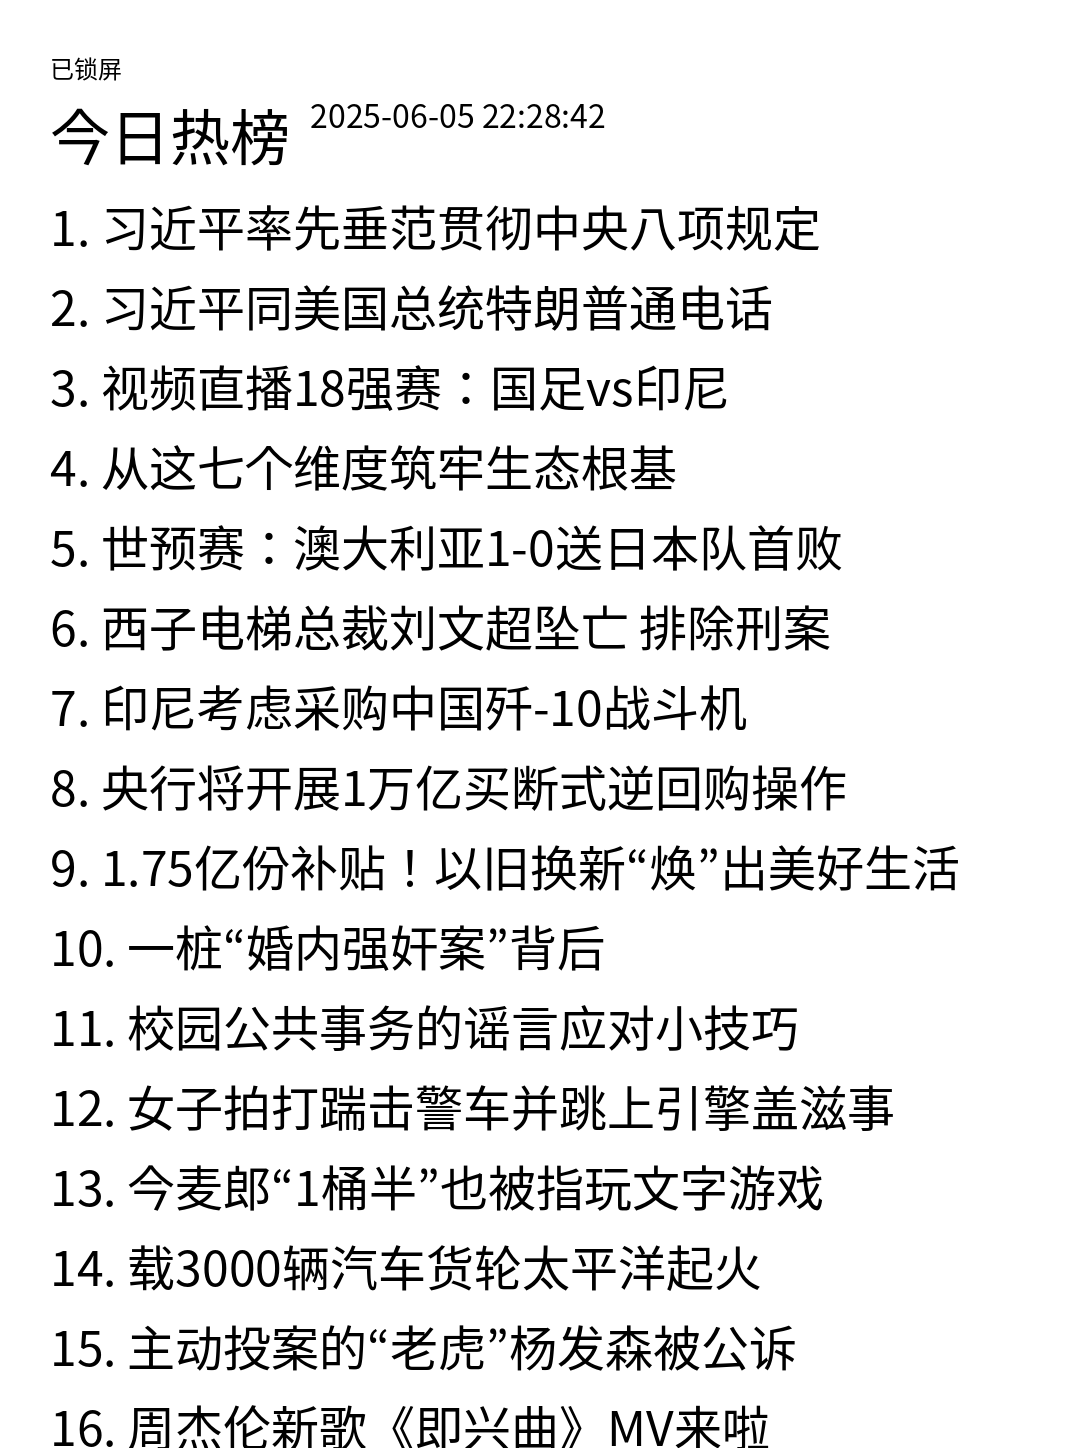 已锁屏
今日热榜 2025-06-05 22:28:42
1. 习近平率先垂范贯彻中央八项规定
2. 习近平同美国总统特朗普通电话
3. 视频直播18强赛：国足vs印尼
4. 从这七个维度筑牢生态根基
5. 世预赛：澳大利亚1-0送日本队首败
6. 西子电梯总裁刘文超坠亡 排除刑案
7. 印尼考虑采购中国歼-10战斗机
8. 央行将开展1万亿买断式逆回购操作
9. 1.75亿份补贴！以旧换新“焕”出美好生活
10. 一桩“婚内强奸案”背后
11. 校园公共事务的谣言应对小技巧
12. 女子拍打踹击警车并跳上引擎盖滋事
13. 今麦郎“1桶半”也被指玩文字游戏
14. 载3000辆汽车货轮太平洋起火
15. 主动投案的“老虎”杨发森被公诉
16. 周杰伦新歌《即兴曲》MV来啦